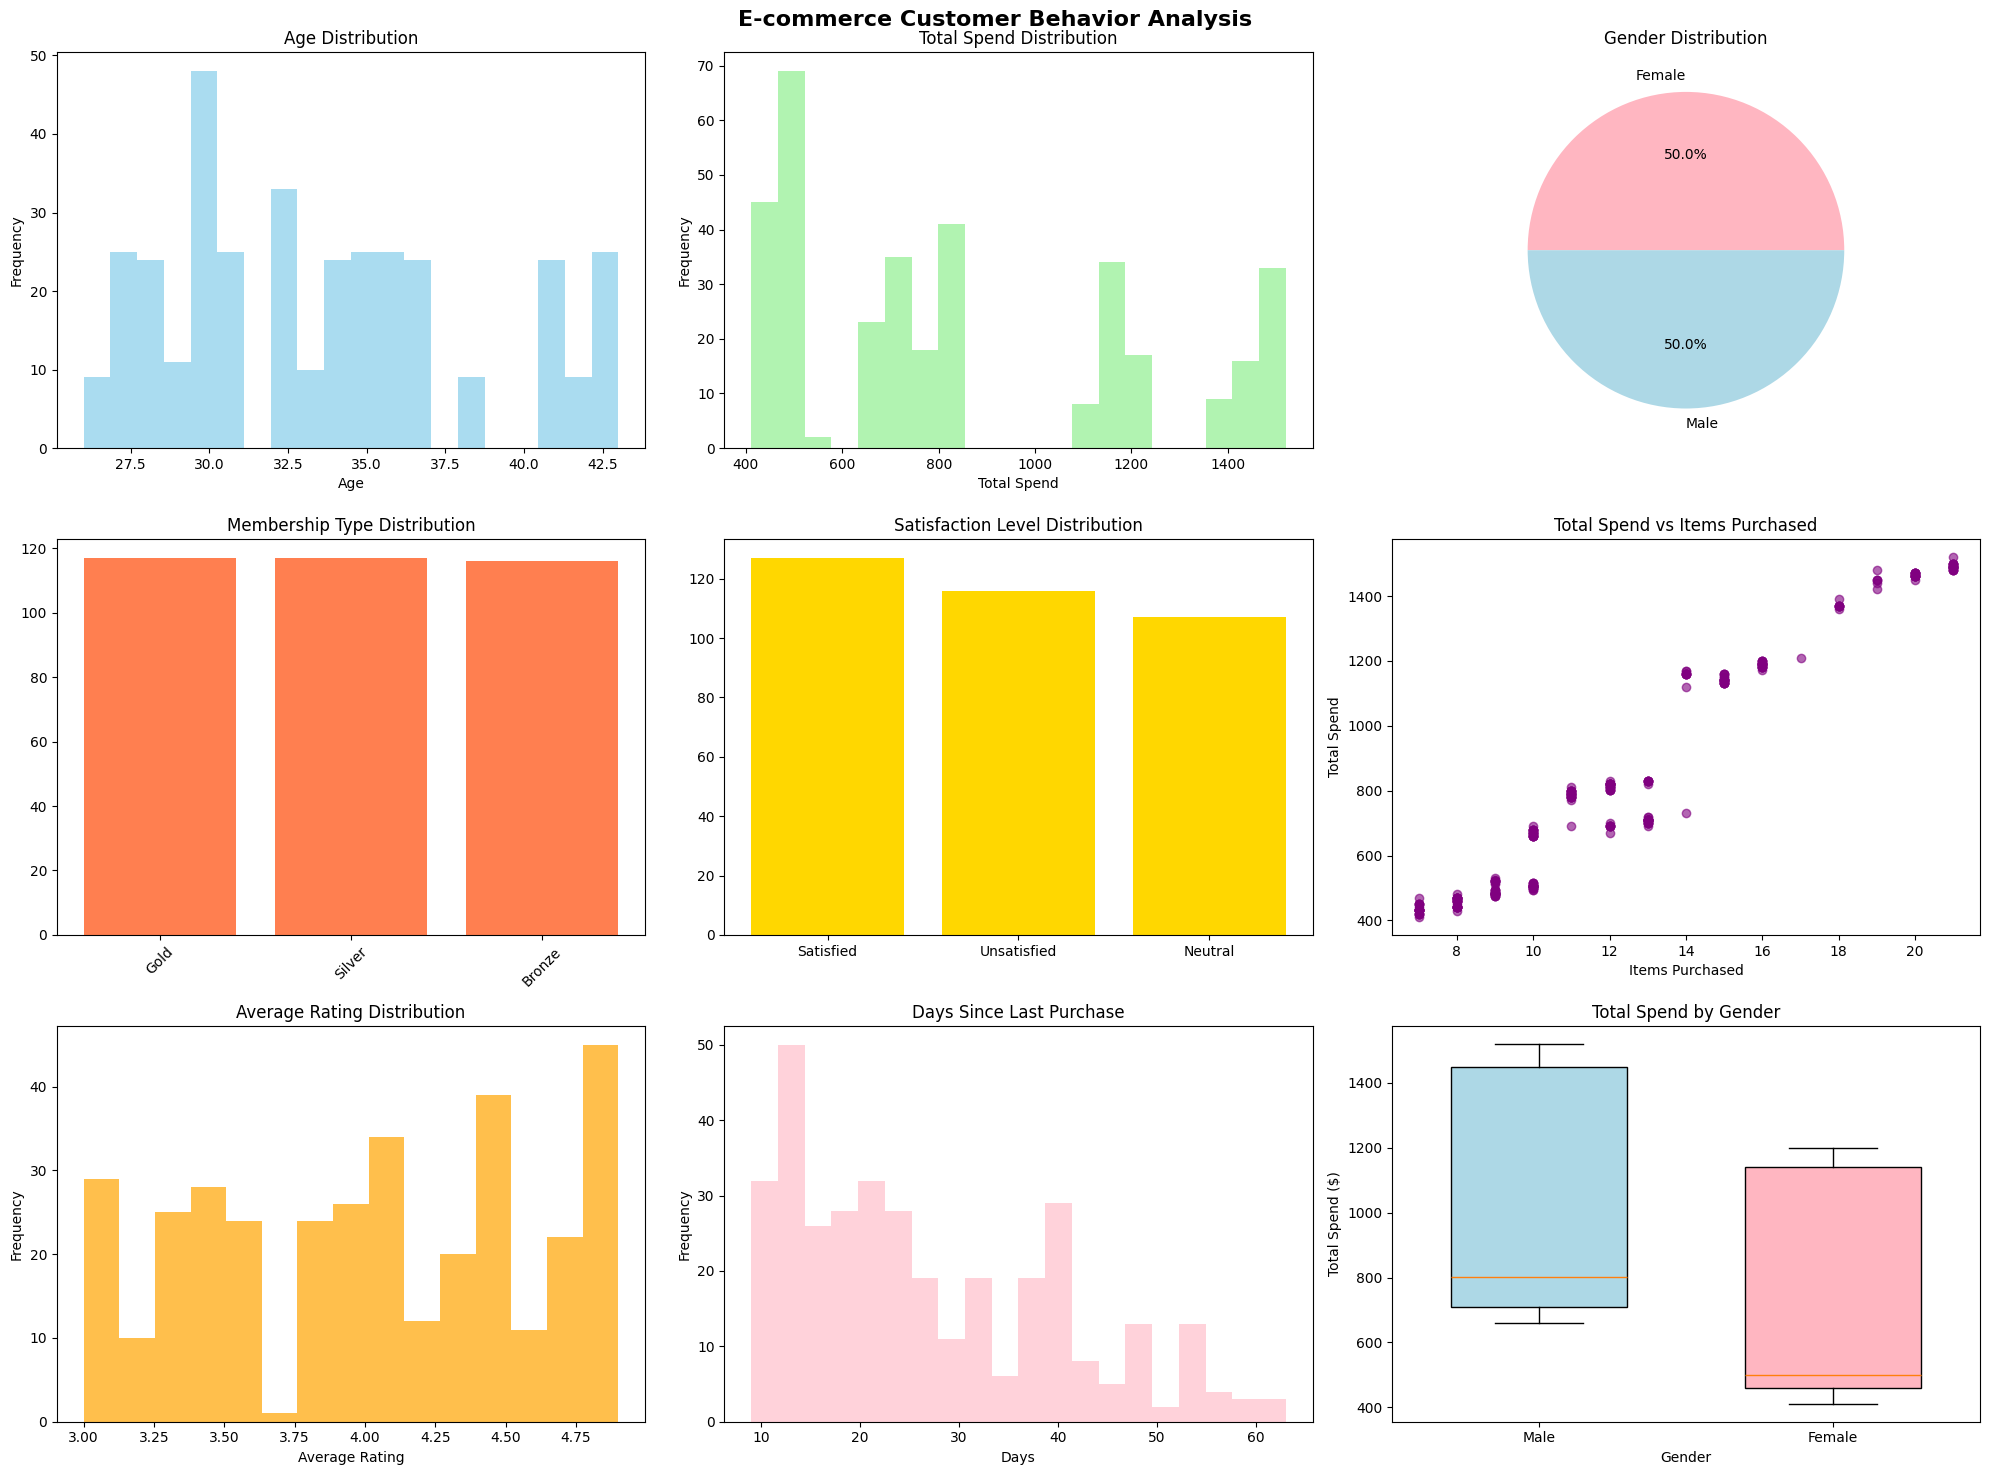 E-commerce Customer Behavior Analysis
Age Distribution
50
40
30
20
10
0
Frequency
27.5 30.0 32.5 35.0 37.5 40.0 42.5
Age
Total Spend Distribution
70
60
50
40
30
20
10
0
Frequency
400 600 800 1000 1200 1400
Total Spend
Gender Distribution
Female
50.0%
50.0%
Male
Membership Type Distribution
120
100
80
60
40
20
0
Gold Silver Bronze
Satisfaction Level Distribution
120
100
80
60
40
20
0
Satisfied Unsatisfied Neutral
Total Spend vs Items Purchased
1400
1200
1000
800
600
400
Total Spend
8 10 12 14 16 18 20
Items Purchased
Average Rating Distribution
40
30
20
10
0
Frequency
3.00 3.25 3.50 3.75 4.00 4.25 4.50 4.75
Average Rating
Days Since Last Purchase
50
40
30
20
10
0
Frequency
10 20 30 40 50 60
Days
Total Spend by Gender
1400
1200
1000
800
600
400
Total Spend ($)
Male Female
Gender